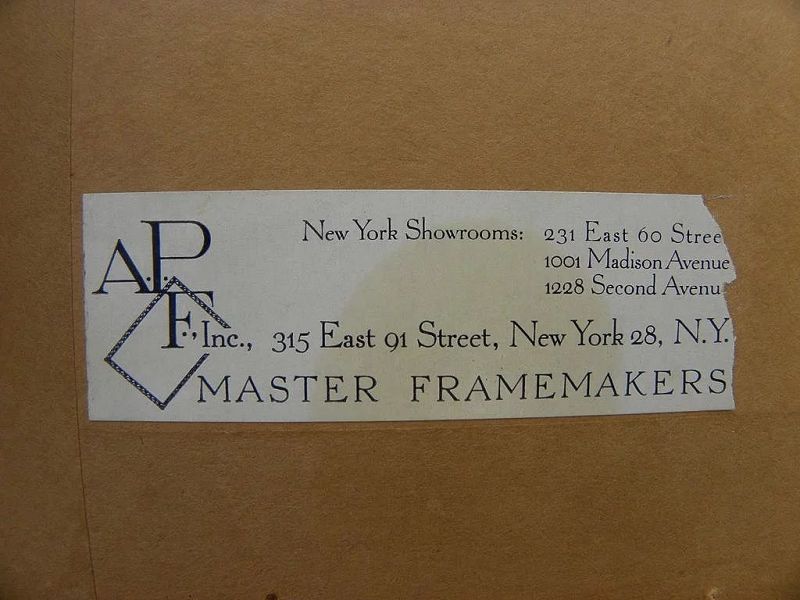 New York Showrooms: 231 East 60 Stree
1001 Madison Avenue
1228 Second Avenu
A.P.
F., Inc., 315 East 91 Street, New York 28, N.Y.
MASTER FRAMEMAKERS